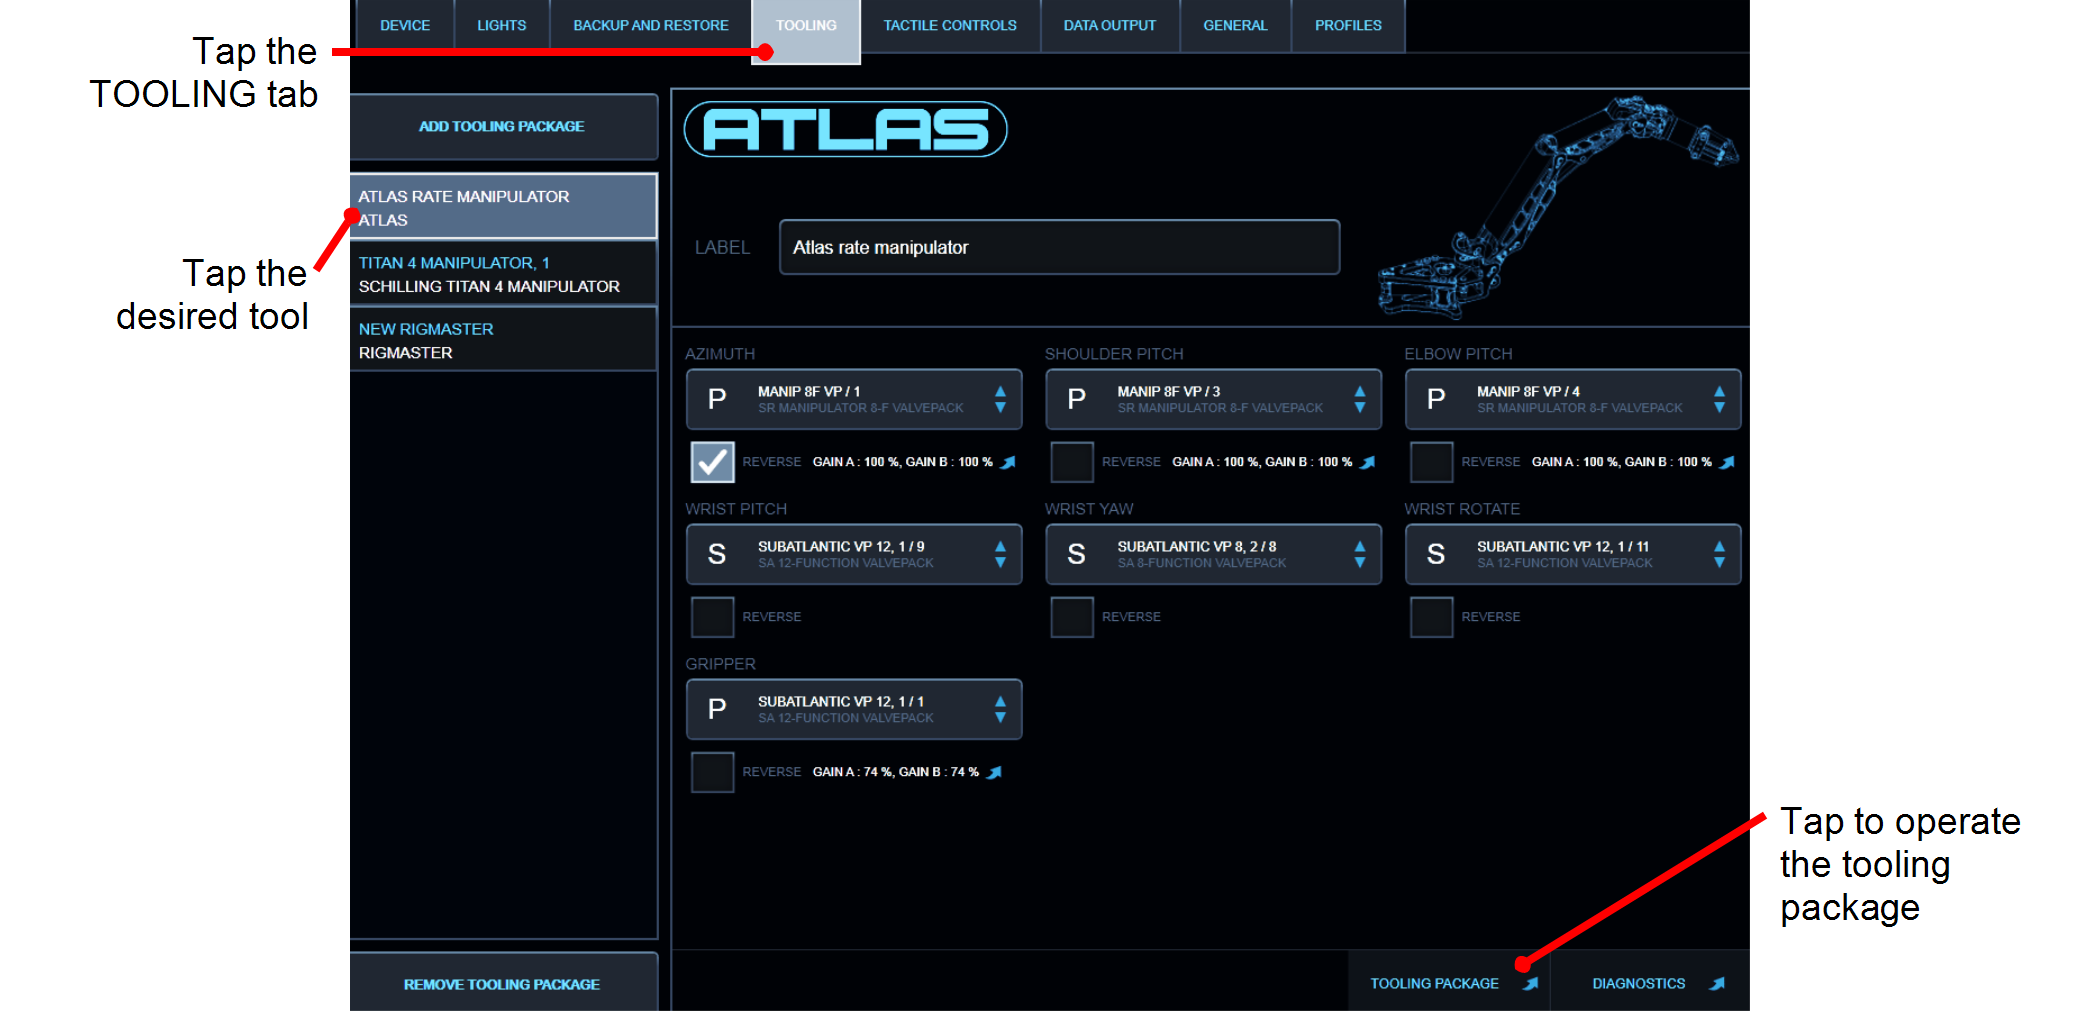 DEVICE LIGHTS BACKUP AND RESTORE TOOLING TACTILE CONTROLS DATA OUTPUT GENERAL PROFILES
Tap the
TOOLING tab
ADD TOOLING PACKAGE
ATLAS RATE MANIPULATOR
ATLAS
Tap the
desired tool
TITAN 4 MANIPULATOR, 1
SCHILLING TITAN 4 MANIPULATOR
NEW RIGMASTER
RIGMASTER
REMOVE TOOLING PACKAGE
ATLAS
LABEL Atlas rate manipulator
AZIMUTH SHOULDER PITCH ELBOW PITCH
P MANIP 8F VP / 1 P MANIP 8F VP / 3 P MANIP 8F VP / 4
SR MANIPULATOR 8-F VALVEPACK SR MANIPULATOR 8-F VALVEPACK SR MANIPULATOR 8-F VALVEPACK
REVERSE GAIN A : 100 %, GAIN B : 100 % REVERSE GAIN A : 100 %, GAIN B : 100 % REVERSE GAIN A : 100 %, GAIN B : 100 %
WRIST PITCH WRIST YAW WRIST ROTATE
S SUBATLANTIC VP 12, 1 / 9 S SUBATLANTIC VP 8, 2 / 8 S SUBATLANTIC VP 12, 1 / 11
SA 12-FUNCTION VALVEPACK SA 8-FUNCTION VALVEPACK SA 12-FUNCTION VALVEPACK
REVERSE REVERSE REVERSE
GRIPPER
P SUBATLANTIC VP 12, 1 / 1
SA 12-FUNCTION VALVEPACK
REVERSE GAIN A : 74 %, GAIN B : 74 %
Tap to operate
the tooling
package
TOOLING PACKAGE DIAGNOSTICS